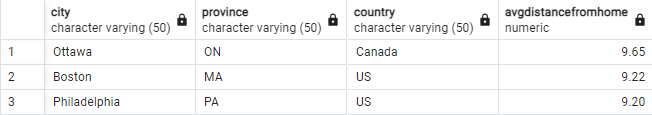 city province country avgdistancefromhome
character varying (50) character varying (50) character varying (50) numeric
1 Ottawa ON Canada 9.65
2 Boston MA US 9.22
3 Philadelphia PA US 9.20